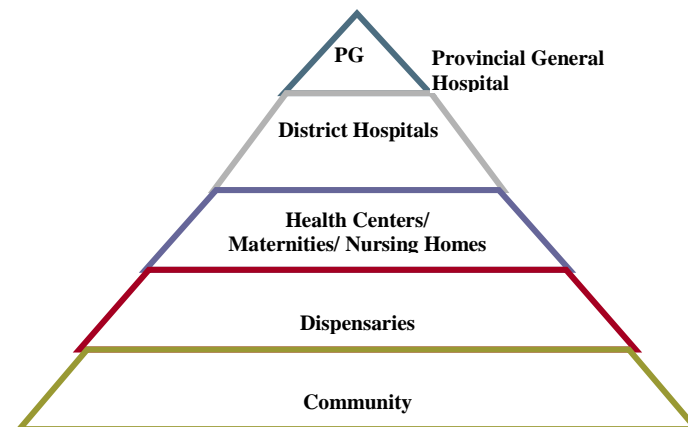 PG
Provincial General
Hospital
District Hospitals
Health Centers/
Maternities/ Nursing Homes
Dispensaries
Community